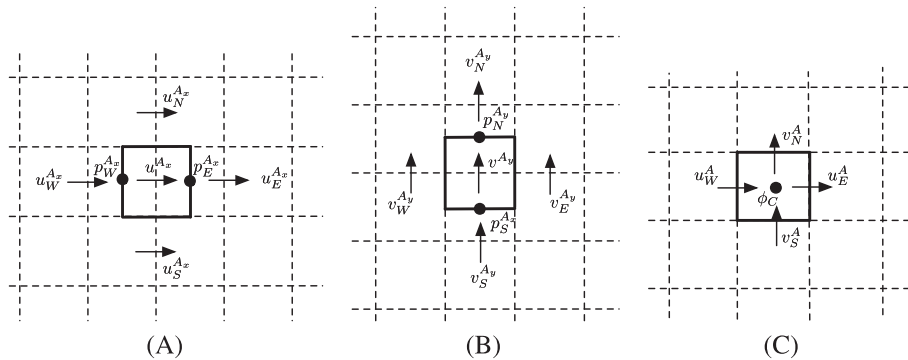 u_N^{A_x}
p_W^{A_x} u^{A_x} p_E^{A_x}
u_W^{A_x} u_E^{A_x}
u_S^{A_x}
(A)
v_N^{A_y}
p_N^{A_y}
v^{A_y}
v_W^{A_y} v_E^{A_y}
p_S^{A_x}
v_S^{A_y}
(B)
v_N^A
u_W^A u_E^A
ϕ_C
v_S^A
(C)